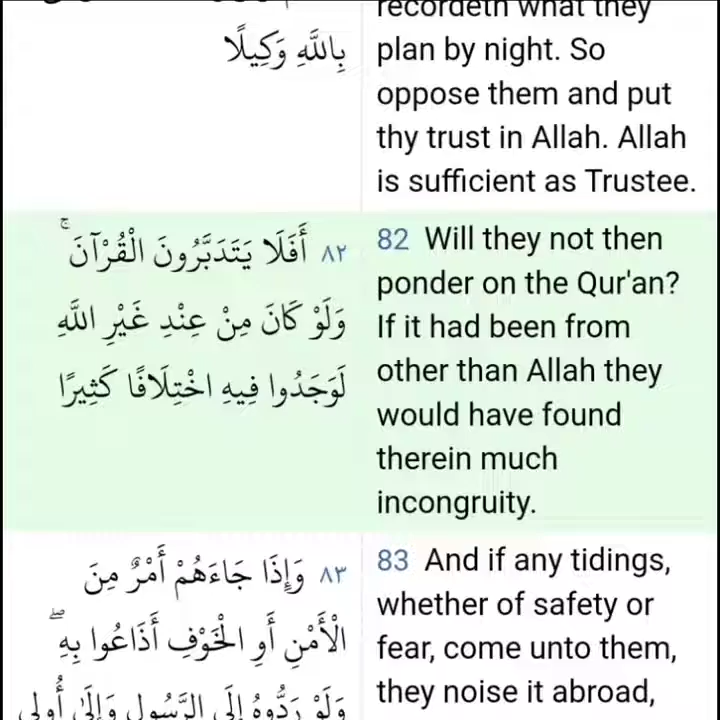 recordeth what they
plan by night. So
بِاللَّهِ وَكِيلًا
oppose them and put
thy trust in Allah. Allah
is sufficient as Trustee.
٨٢ أَفَلَا يَتَدَبَّرُونَ الْقُرْآنَ ۚ
وَلَوْ كَانَ مِنْ عِنْدِ غَيْرِ اللَّهِ
لَوَجَدُوا فِيهِ اخْتِلَافًا كَثِيرًا
82 Will they not then
ponder on the Qur'an?
If it had been from
other than Allah they
would have found
therein much
incongruity.
٨٣ وَإِذَا جَاءَهُمْ أَمْرٌ مِنَ
الْأَمْنِ أَوِ الْخَوْفِ أَذَاعُوا بِهِ ۖ
وَلَوْ رَدُّوهُ إِلَى الرَّسُولِ وَإِلَىٰ أُولِي
83 And if any tidings,
whether of safety or
fear, come unto them,
they noise it abroad,